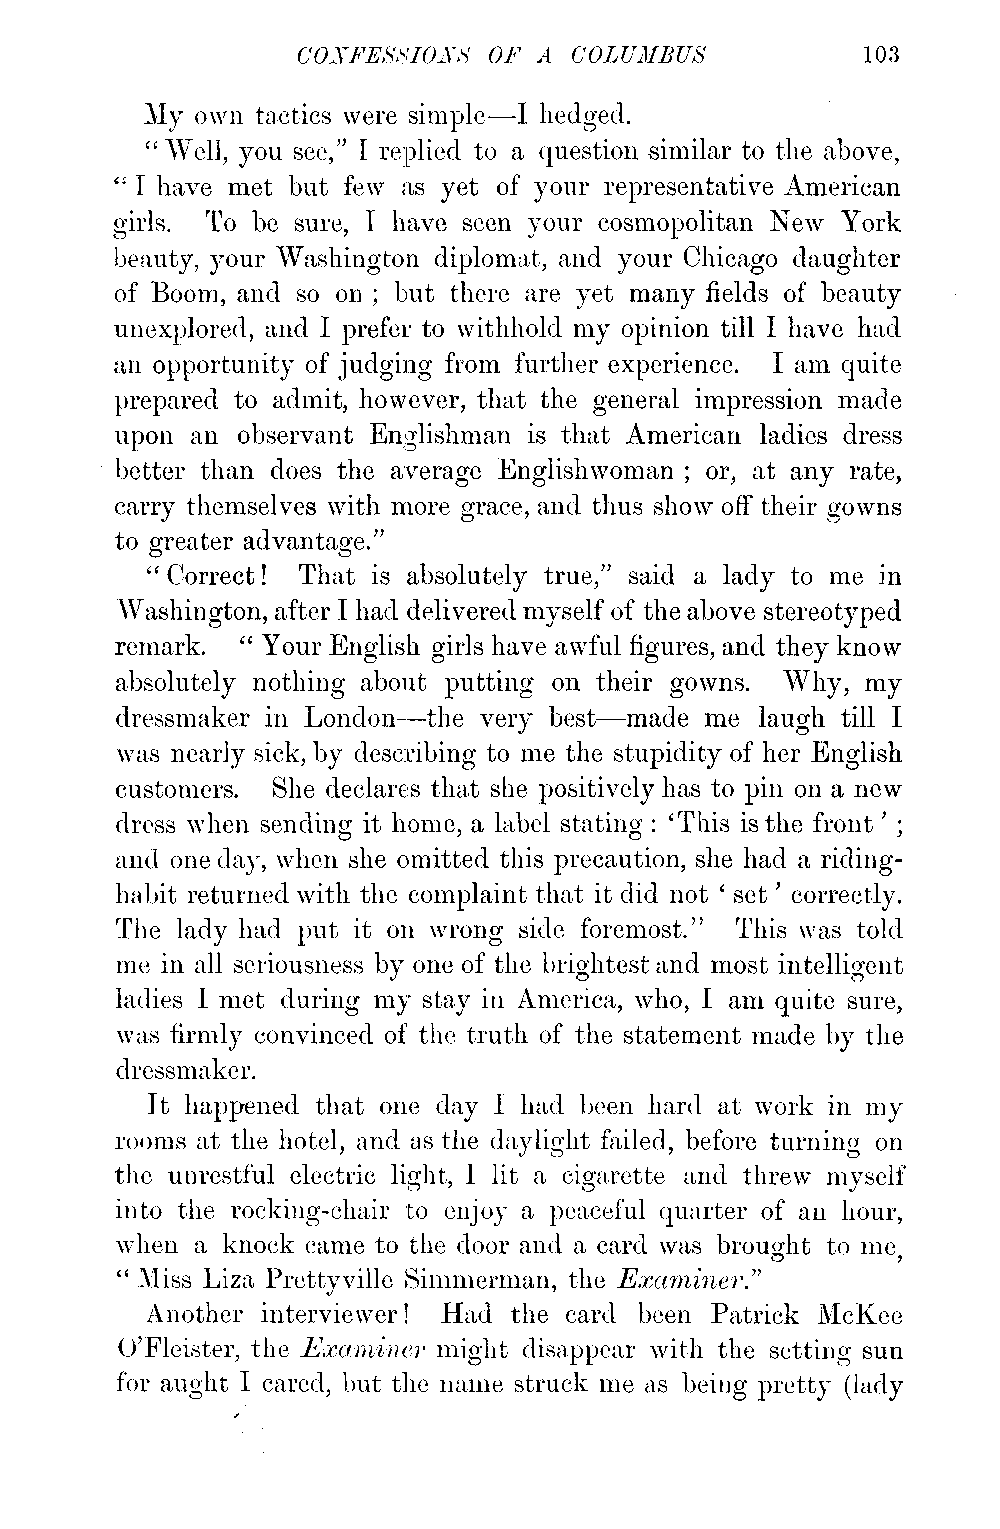 CONFESSIONS OF A COLUMBUS 103
My own tactics were simple—I hedged.
“Well, you see,” I replied to a question similar to the above,
“I have met but few as yet of your representative American
girls. To be sure, I have seen your cosmopolitan New York
beauty, your Washington diplomat, and your Chicago daughter
of Boom, and so on ; but there are yet many fields of beauty
unexplored, and I prefer to withhold my opinion till I have had
an opportunity of judging from further experience. I am quite
prepared to admit, however, that the general impression made
upon an observant Englishman is that American ladies dress
better than does the average Englishwoman ; or, at any rate,
carry themselves with more grace, and thus show off their gowns
to greater advantage.”
“Correct! That is absolutely true,” said a lady to me in
Washington, after I had delivered myself of the above stereotyped
remark. “Your English girls have awful figures, and they know
absolutely nothing about putting on their gowns. Why, my
dressmaker in London—the very best—made me laugh till I
was nearly sick, by describing to me the stupidity of her English
customers. She declares that she positively has to pin on a new
dress when sending it home, a label stating : ‘This is the front’ ;
and one day, when she omitted this precaution, she had a riding-
habit returned with the complaint that it did not ‘set’ correctly.
The lady had put it on wrong side foremost.” This was told
me in all seriousness by one of the brightest and most intelligent
ladies I met during my stay in America, who, I am quite sure,
was firmly convinced of the truth of the statement made by the
dressmaker.
It happened that one day I had been hard at work in my
rooms at the hotel, and as the daylight failed, before turning on
the unrestful electric light, I lit a cigarette and threw myself
into the rocking-chair to enjoy a peaceful quarter of an hour,
when a knock came to the door and a card was brought to me,
“Miss Liza Prettyville Simmerman, the Examiner.”
Another interviewer! Had the card been Patrick McKee
O’Fleister, the Examiner might disappear with the setting sun
for aught I cared, but the name struck me as being pretty (lady